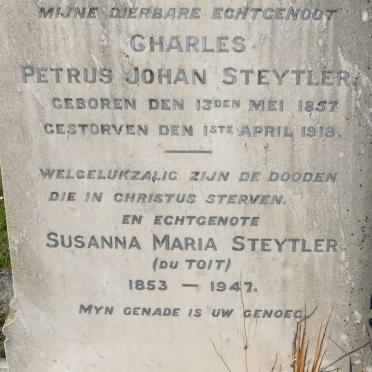 MIJNE DIERBARE ECHTGENOOT
CHARLES
PETRUS JOHAN STEYTLER
GEBOREN DEN 13DEN MEI 1857
GESTORVEN DEN 1STE APRIL 1919.
WELGELUKZALIG ZIJN DE DOODEN
DIE IN CHRISTUS STERVEN.
EN ECHTGENOTE
SUSANNA MARIA STEYTLER
(DU TOIT)
1853 — 1947.
MYN GENADE IS UW GENOEG